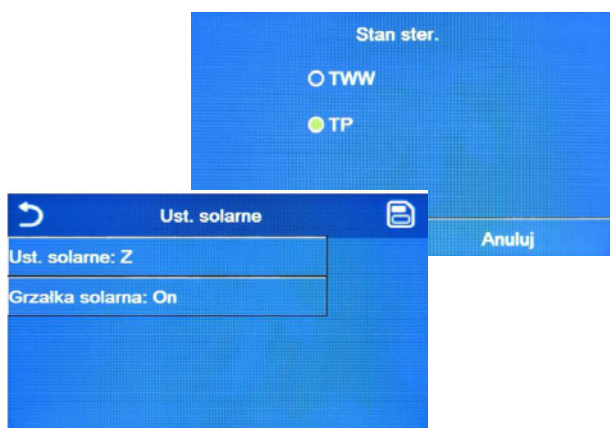 Stan ster.
TWW
TP
Anuluj
Ust. solarne
Ust. solarne: Z
Grzałka solarna: On